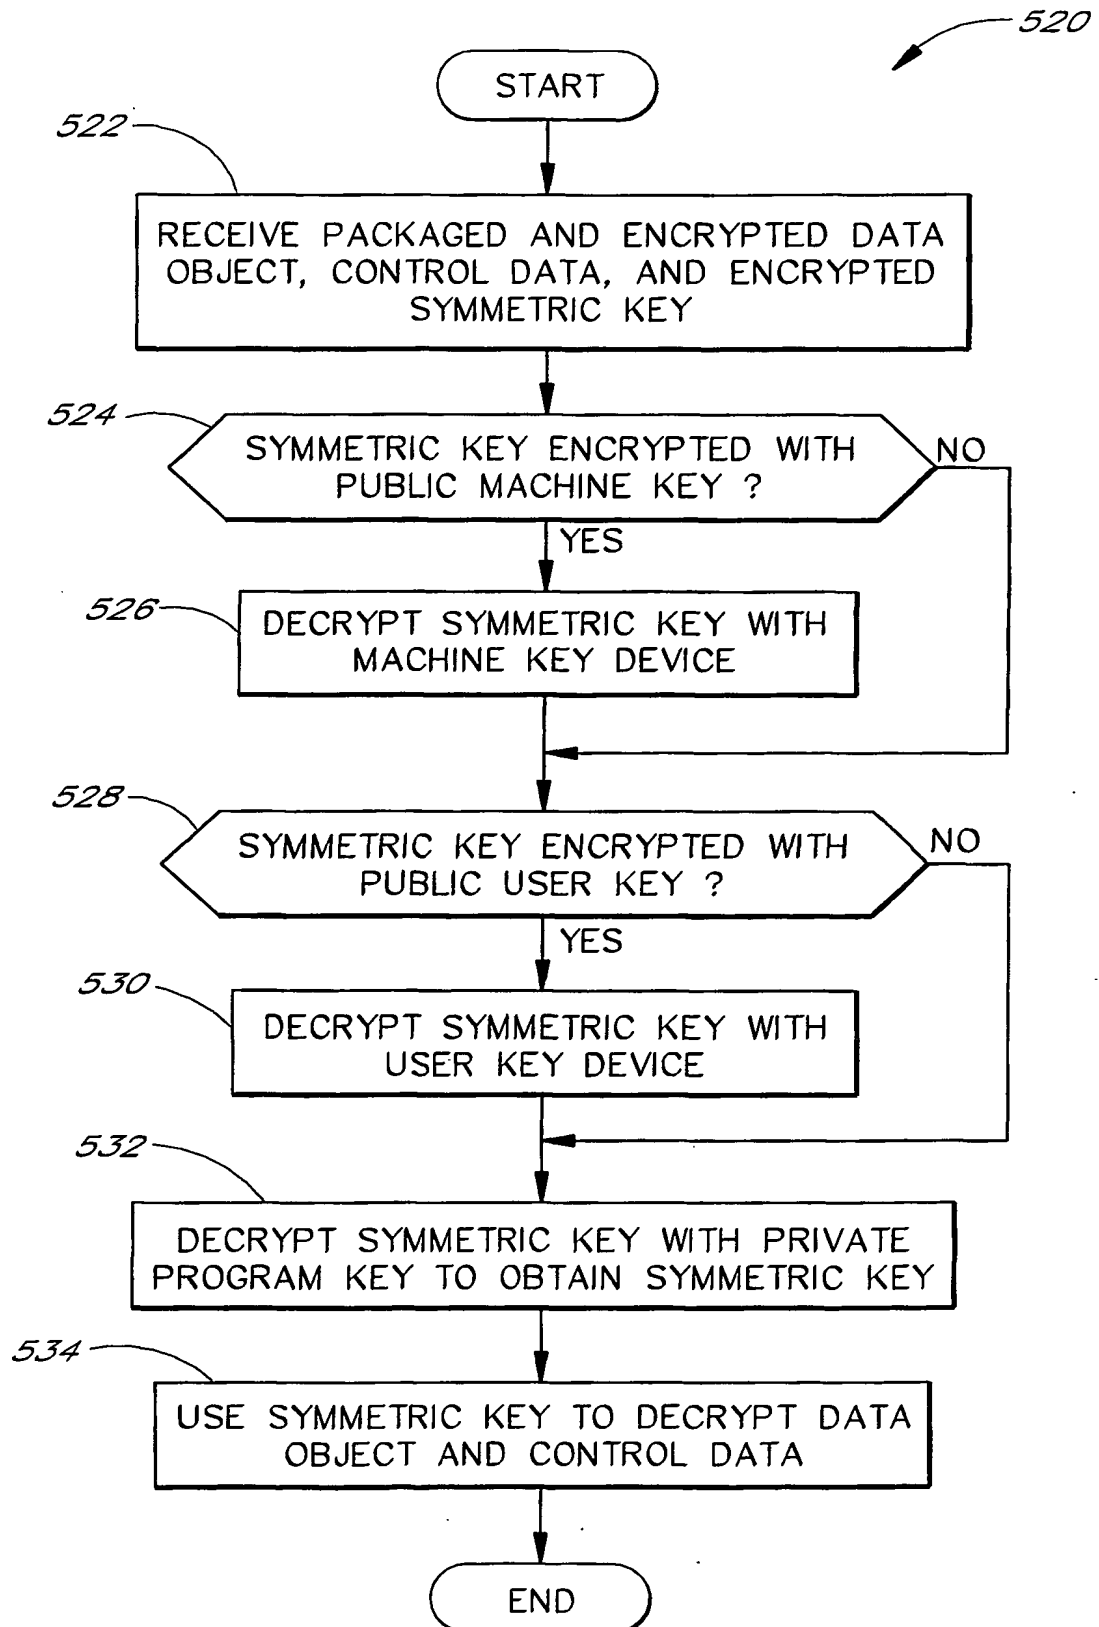 520
START
522
RECEIVE PACKAGED AND ENCRYPTED DATA
OBJECT, CONTROL DATA, AND ENCRYPTED
SYMMETRIC KEY
524
SYMMETRIC KEY ENCRYPTED WITH
PUBLIC MACHINE KEY ?
NO
YES
526
DECRYPT SYMMETRIC KEY WITH
MACHINE KEY DEVICE
528
SYMMETRIC KEY ENCRYPTED WITH
PUBLIC USER KEY ?
NO
YES
530
DECRYPT SYMMETRIC KEY WITH
USER KEY DEVICE
532
DECRYPT SYMMETRIC KEY WITH PRIVATE
PROGRAM KEY TO OBTAIN SYMMETRIC KEY
534
USE SYMMETRIC KEY TO DECRYPT DATA
OBJECT AND CONTROL DATA
END